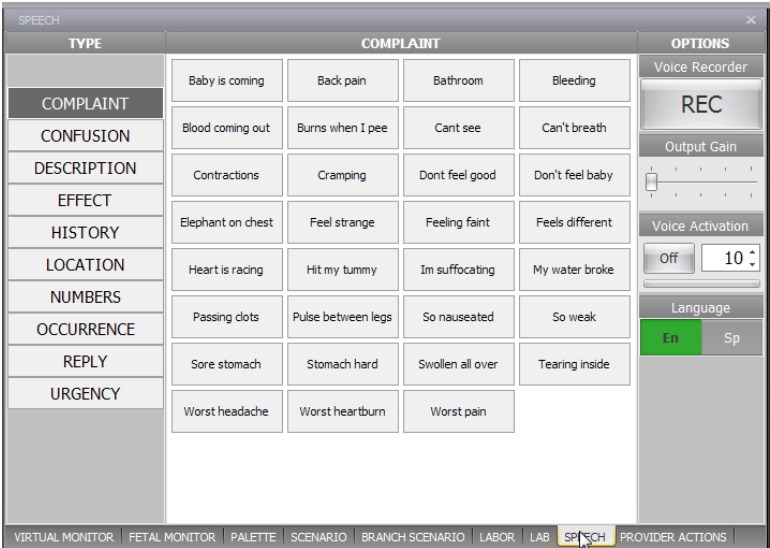 SPEECH ×
TYPE COMPLAINT OPTIONS
COMPLAINT
CONFUSION
DESCRIPTION
EFFECT
HISTORY
LOCATION
NUMBERS
OCCURRENCE
REPLY
URGENCY
Baby is coming Back pain Bathroom Bleeding
Blood coming out Burns when I pee Cant see Can't breath
Contractions Cramping Dont feel good Don't feel baby
Elephant on chest Feel strange Feeling faint Feels different
Heart is racing Hit my tummy Im suffocating My water broke
Passing clots Pulse between legs So nauseated So weak
Sore stomach Stomach hard Swollen all over Tearing inside
Worst headache Worst heartburn Worst pain
Voice Recorder
REC
Output Gain
Voice Activation
Off 10
Language
En Sp
VIRTUAL MONITOR FETAL MONITOR PALETTE SCENARIO BRANCH SCENARIO LABOR LAB SPEECH PROVIDER ACTIONS